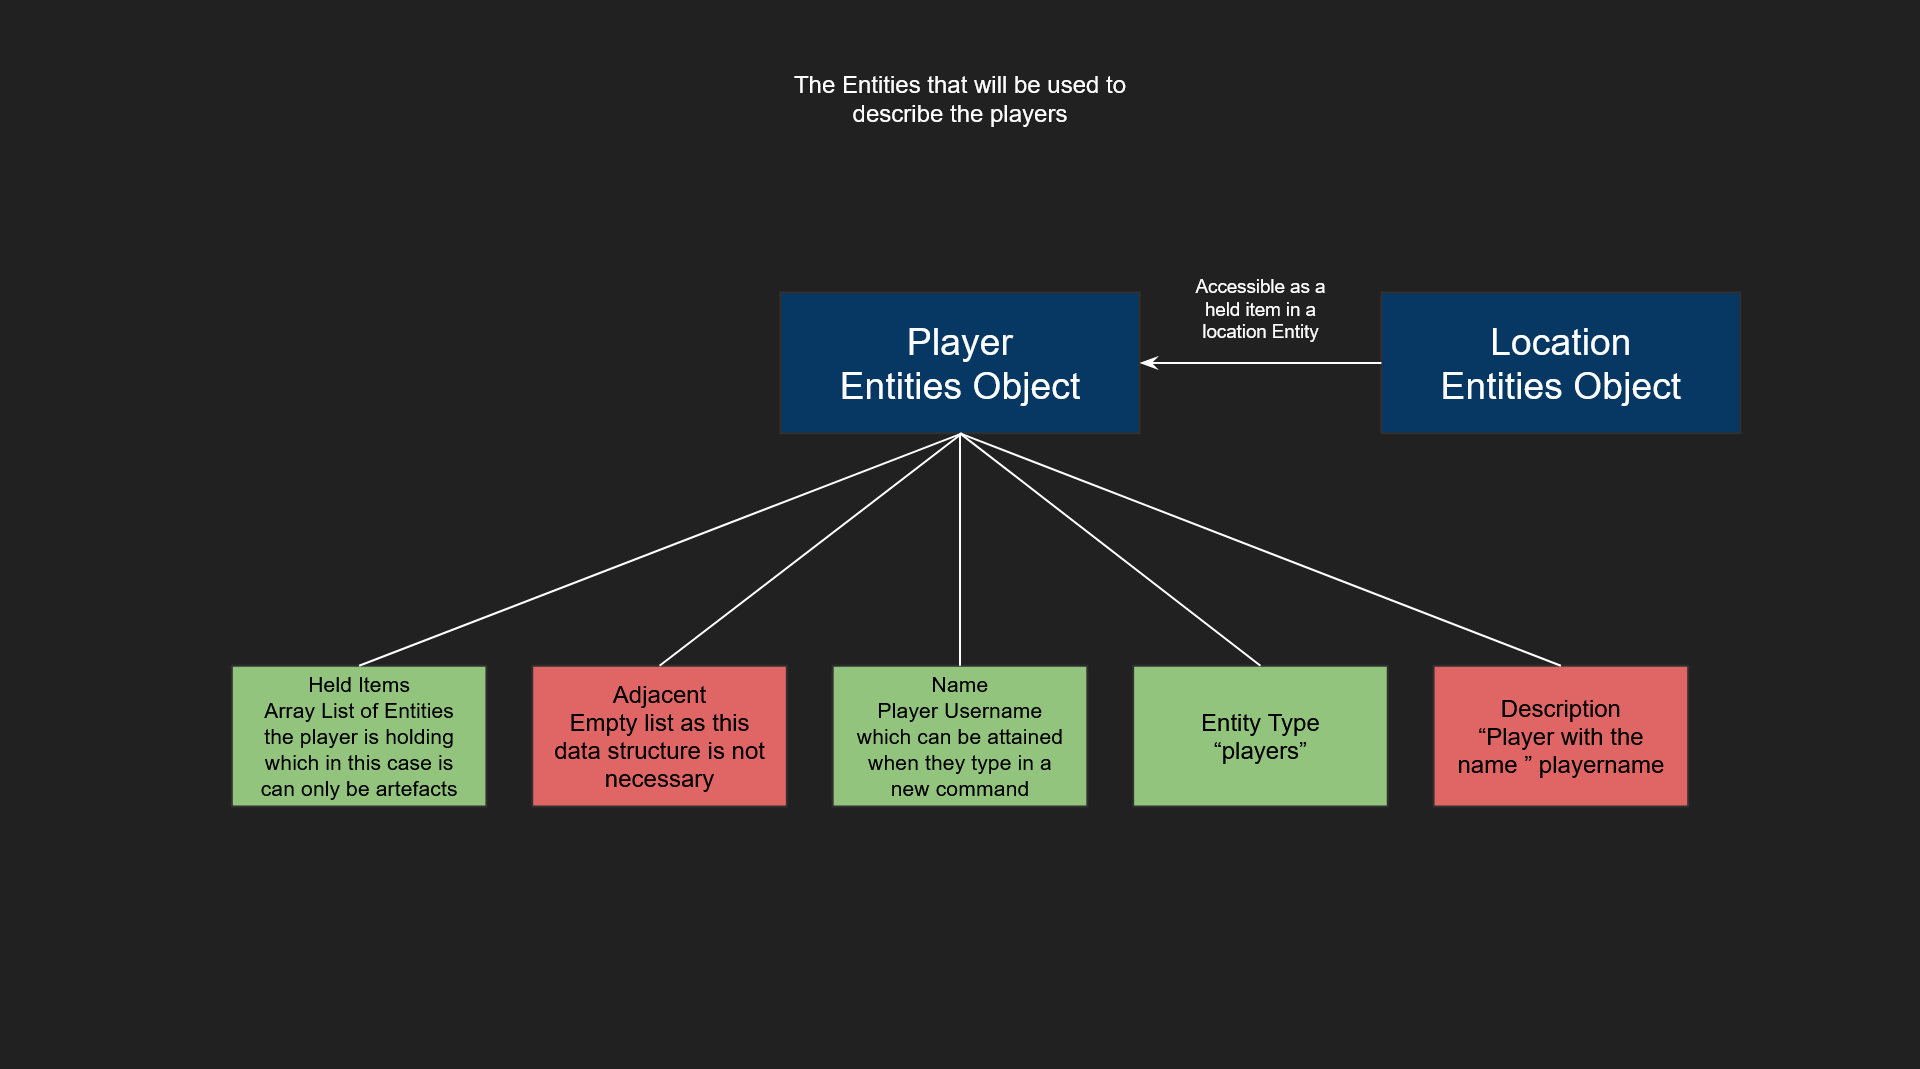 The Entities that will be used to
describe the players
Accessible as a
held item in a
location Entity
Player
Entities Object
Location
Entities Object
Held Items
Array List of Entities
the player is holding
which in this case is
can only be artefacts
Adjacent
Empty list as this
data structure is not
necessary
Name
Player Username
which can be attained
when they type in a
new command
Entity Type
“players”
Description
“Player with the
name ” playername